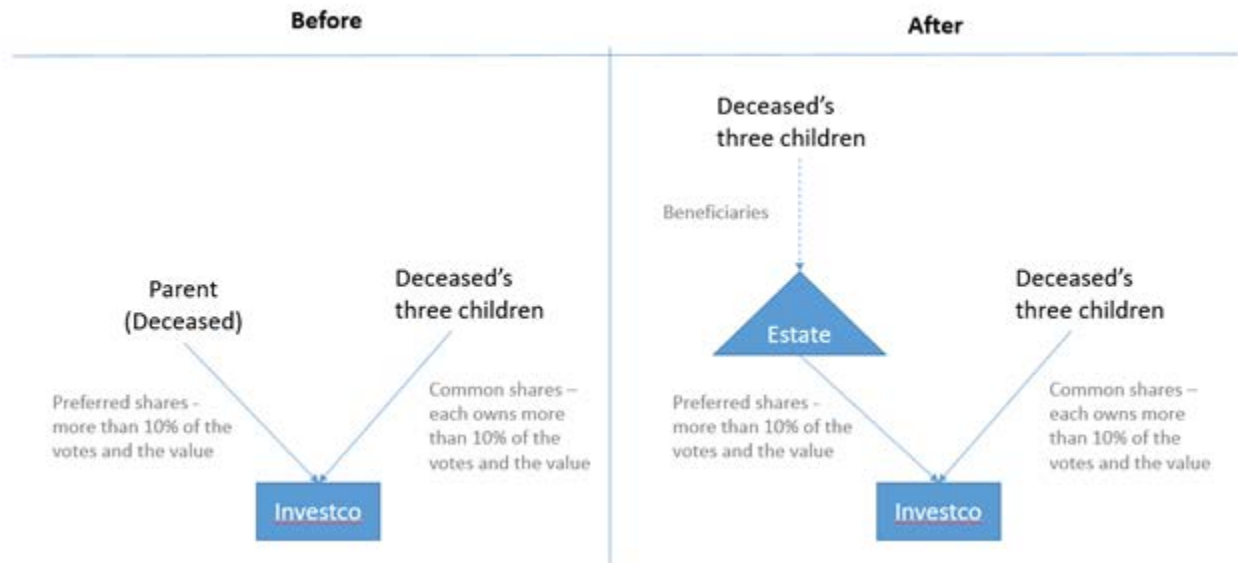 Before
Parent
(Deceased)
Deceased's
three children
Preferred shares -
more than 10% of the
votes and the value
Common shares –
each owns more
than 10% of the
votes and the value
Investco
After
Deceased's
three children
Beneficiaries
Estate
Deceased's
three children
Preferred shares -
more than 10% of the
votes and the value
Common shares –
each owns more
than 10% of the
votes and the value
Investco